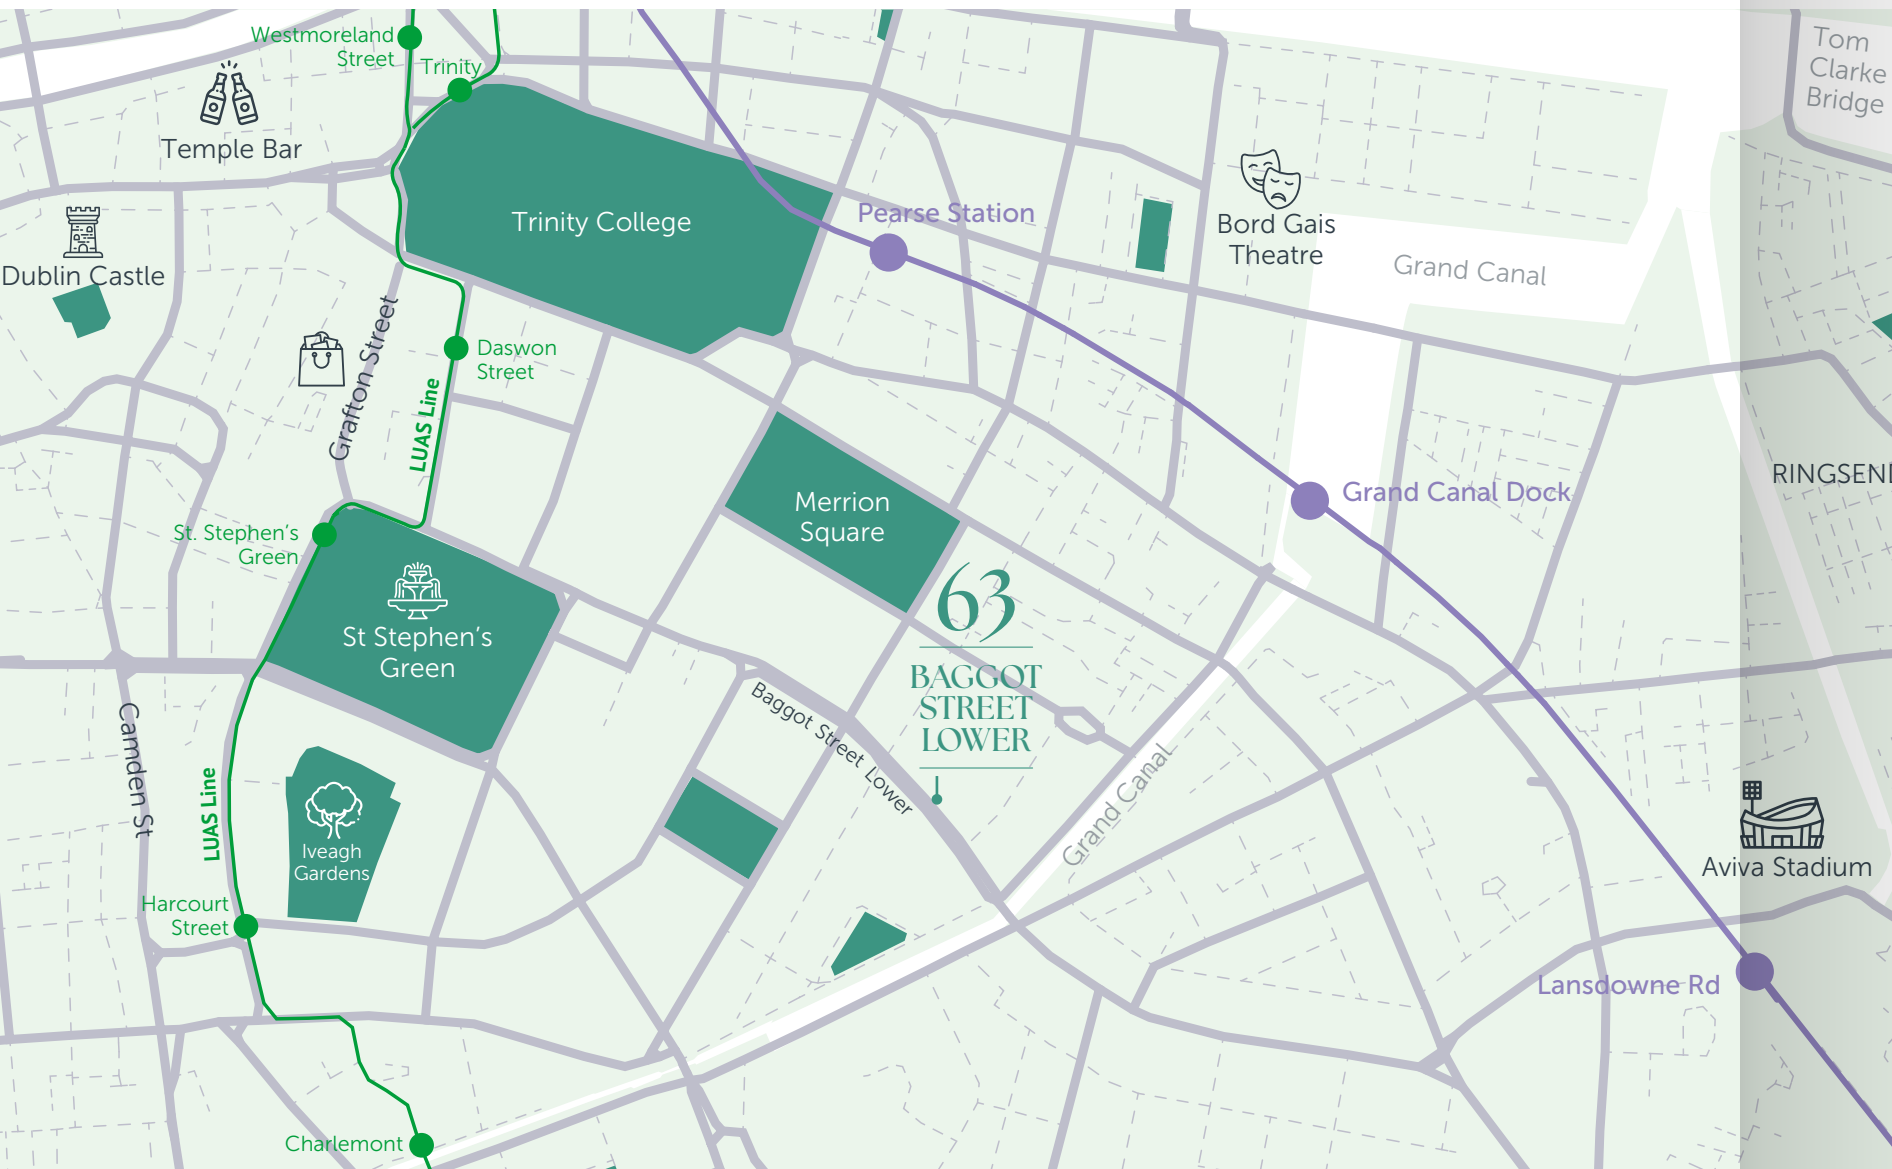 Westmoreland
Street
Trinity
Temple Bar
Tom
Clarke
Bridge
Trinity College
Pearse Station
Bord Gais
Theatre
Grand Canal
Dublin Castle
Grafton Street
Daswon
Street
LUAS Line
RINGSEND
Merrion
Square
Grand Canal Dock
St. Stephen's
Green
St Stephen's
Green
63
BAGGOT
STREET
LOWER
Baggot Street Lower
Camden St
LUAS Line
Grand Canal
Iveagh
Gardens
Aviva Stadium
Harcourt
Street
Lansdowne Rd
Charlemont